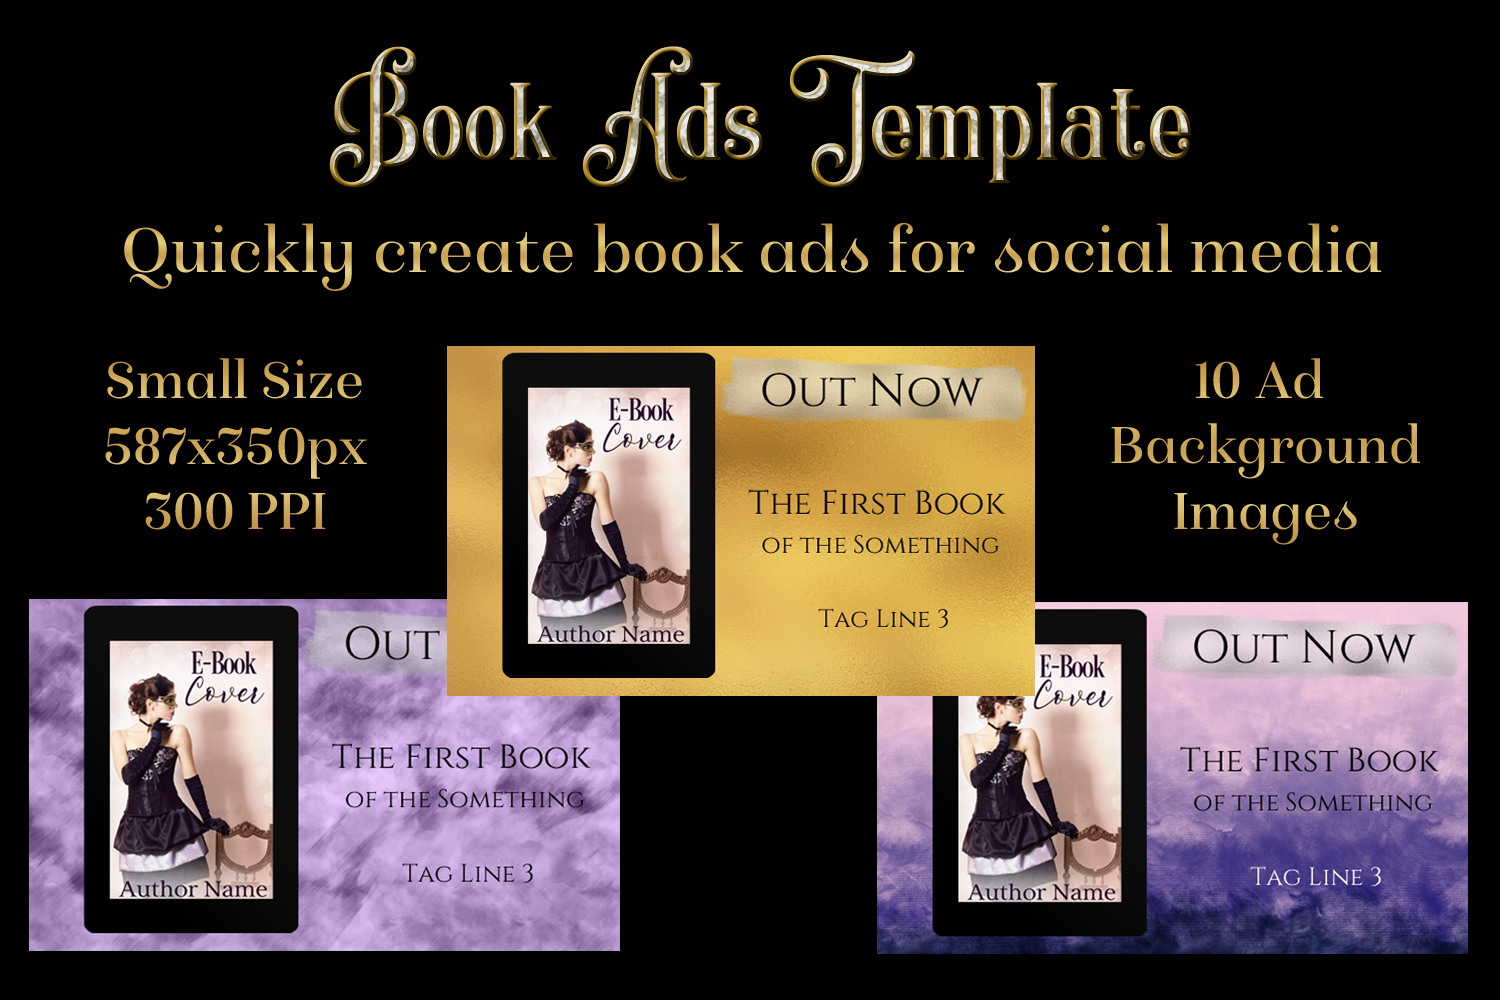 Book Ads Template
Quickly create book ads for social media
Small Size
587x350px
300 PPI
10 Ad
Background
Images
Out Now
E-Book
Cover
The First Book
of the Something
Tag Line 3
Author Name
Out
E-Book
Cover
The First Book
of the Something
Tag Line 3
Author Name
Out Now
E-Book
Cover
The First Book
of the Something
Tag Line 3
Author Name